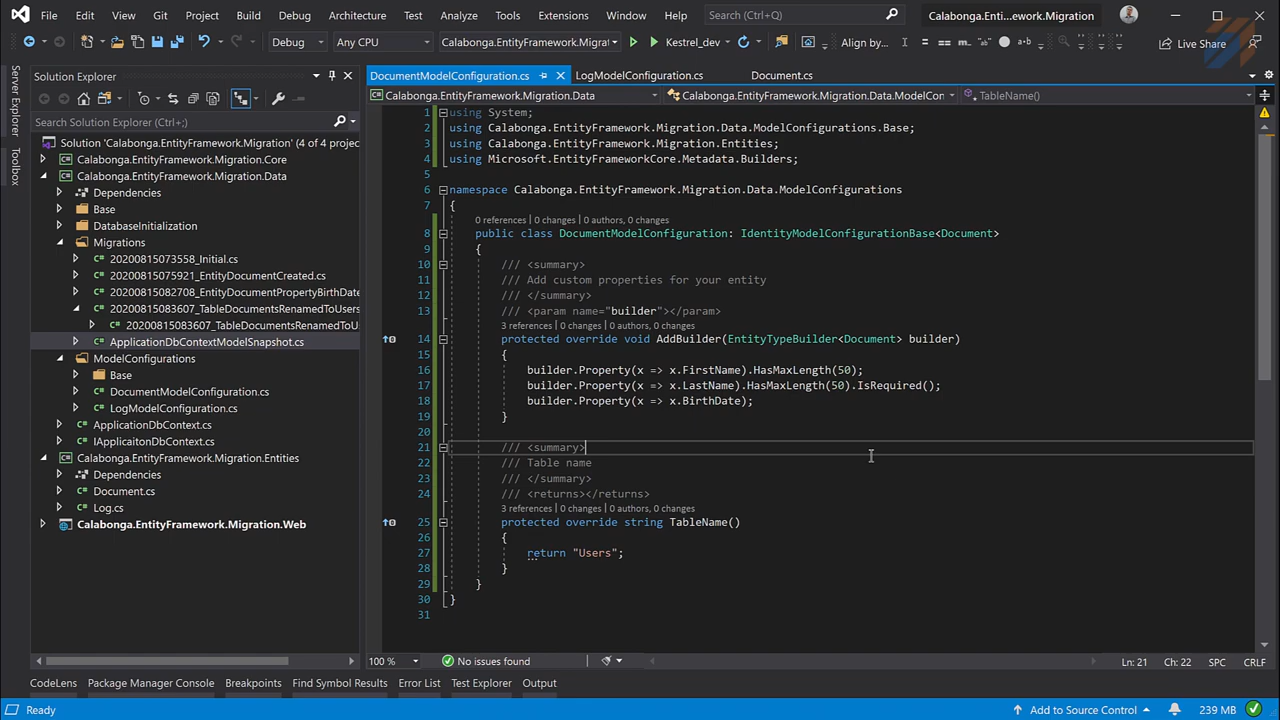 File Edit View Git Project Build Debug Architecture Test Analyze Tools Extensions Window Help Search (Ctrl+Q) Calabonga.Enti...ework.Migration
Debug Any CPU Calabonga.EntityFramework.Migrat Kestrel_dev Align by... Live Share
Server Explorer
Toolbox
Solution Explorer
Search Solution Explorer (Ctrl+;)
Solution 'Calabonga.EntityFramework.Migration' (4 of 4 project
Calabonga.EntityFramework.Migration.Core
Calabonga.EntityFramework.Migration.Data
Dependencies
Base
DatabaseInitialization
Migrations
20200815073558_Initial.cs
20200815075921_EntityDocumentCreated.cs
20200815082708_EntityDocumentPropertyBirthDate
20200815083607_TableDocumentsRenamedToUsers
20200815083607_TableDocumentsRenamedToU
ApplicationDbContextModelSnapshot.cs
ModelConfigurations
Base
DocumentModelConfiguration.cs
LogModelConfiguration.cs
ApplicationDbContext.cs
IApplicaitonDbContext.cs
Calabonga.EntityFramework.Migration.Entities
Dependencies
Document.cs
Log.cs
Calabonga.EntityFramework.Migration.Web
DocumentModelConfiguration.cs LogModelConfiguration.cs Document.cs
Calabonga.EntityFramework.Migration.Data Calabonga.EntityFramework.Migration.Data.ModelCor TableName()
1 using System;
2 using Calabonga.EntityFramework.Migration.Data.ModelConfigurations.Base;
3 using Calabonga.EntityFramework.Migration.Entities;
4 using Microsoft.EntityFrameworkCore.Metadata.Builders;
5
6 namespace Calabonga.EntityFramework.Migration.Data.ModelConfigurations
7 {
0 references | 0 changes | 0 authors, 0 changes
8 public class DocumentModelConfiguration: IdentityModelConfigurationBase<Document>
9 {
10 /// <summary>
11 /// Add custom properties for your entity
12 /// </summary>
13 /// <param name="builder"></param>
3 references | 0 changes | 0 authors, 0 changes
14 protected override void AddBuilder(EntityTypeBuilder<Document> builder)
15 {
16 builder.Property(x => x.FirstName).HasMaxLength(50);
17 builder.Property(x => x.LastName).HasMaxLength(50).IsRequired();
18 builder.Property(x => x.BirthDate);
19 }
20
21 /// <summary>
22 /// Table name
23 /// </summary>
24 /// <returns></returns>
3 references | 0 changes | 0 authors, 0 changes
25 protected override string TableName()
26 {
27 return "Users";
28 }
29 }
30 }
31
100 % No issues found Ln: 21 Ch: 22 SPC CRLF
CodeLens Package Manager Console Breakpoints Find Symbol Results Error List Test Explorer Output
Ready Add to Source Control 239 MB